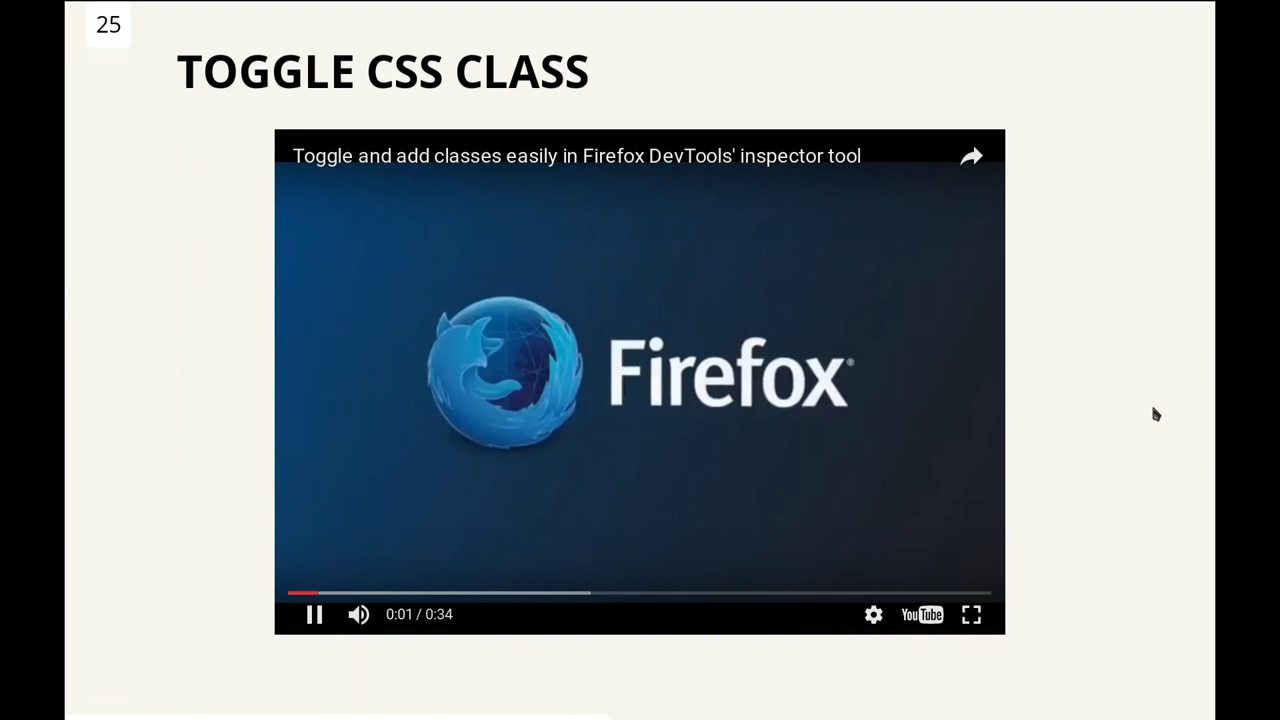 25
TOGGLE CSS CLASS
Toggle and add classes easily in Firefox DevTools' inspector tool
Firefox®
0:01 / 0:34
YouTube